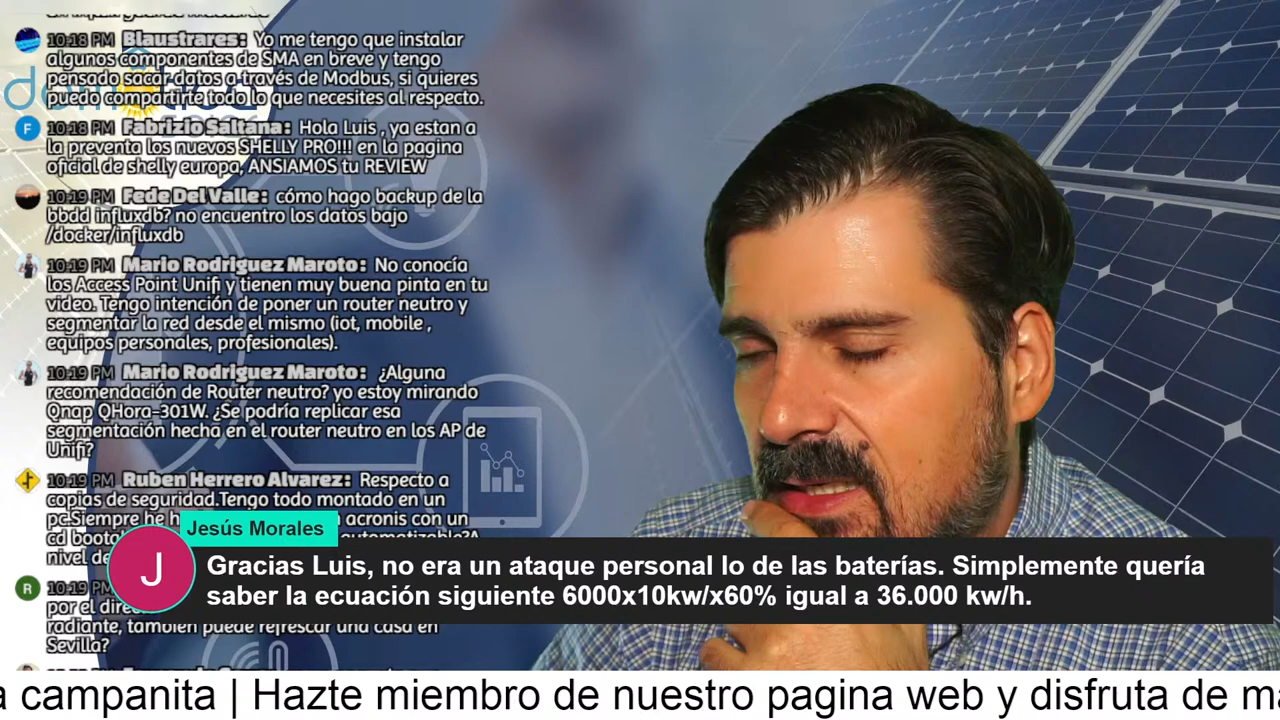 10:18 PM Blaustrares: Yo me tengo que instalar
algunos componentes de SMA en breve y tengo
pensado sacar datos a través de Modbus, si quieres
puedo compartirte todo lo que necesites al respecto.
F
10:18 PM Fabrizio Saltana: Hola Luis , ya estan a
la preventa los nuevos SHELLY PRO!!! en la pagina
oficial de shelly europa, ANSIAMOS tu REVIEW
10:19 PM Fede Del Valle: cómo hago backup de la
bbdd influxdb? no encuentro los datos bajo
/docker/influxdb
10:19 PM Mario Rodriguez Maroto: No conocía
los Access Point Unifi y tienen muy buena pinta en tu
video. Tengo intención de poner un router neutro y
segmentar la red desde el mismo (iot, mobile ,
equipos personales, profesionales).
10:19 PM Mario Rodriguez Maroto: ¿Alguna
recomendación de Router neutro? yo estoy mirando
Qnap QHora-301W. ¿Se podría replicar esa
segmentación hecha en el router neutro en los AP de
Unifi?
10:19 PM Ruben Herrero Alvarez: Respecto a
copias de seguridad.Tengo todo montado en un
pc.Siempre he h acronis con un
cd boot automatizable?A
nivel de
Jesús Morales
J
Gracias Luis, no era un ataque personal lo de las baterías. Simplemente quería
saber la ecuación siguiente 6000x10kw/x60% igual a 36.000 kw/h.
R
10:19 PM
por el dire
radiante, también puede refrescar una casa en
Sevilla?
a campanita | Hazte miembro de nuestro pagina web y disfruta de ma